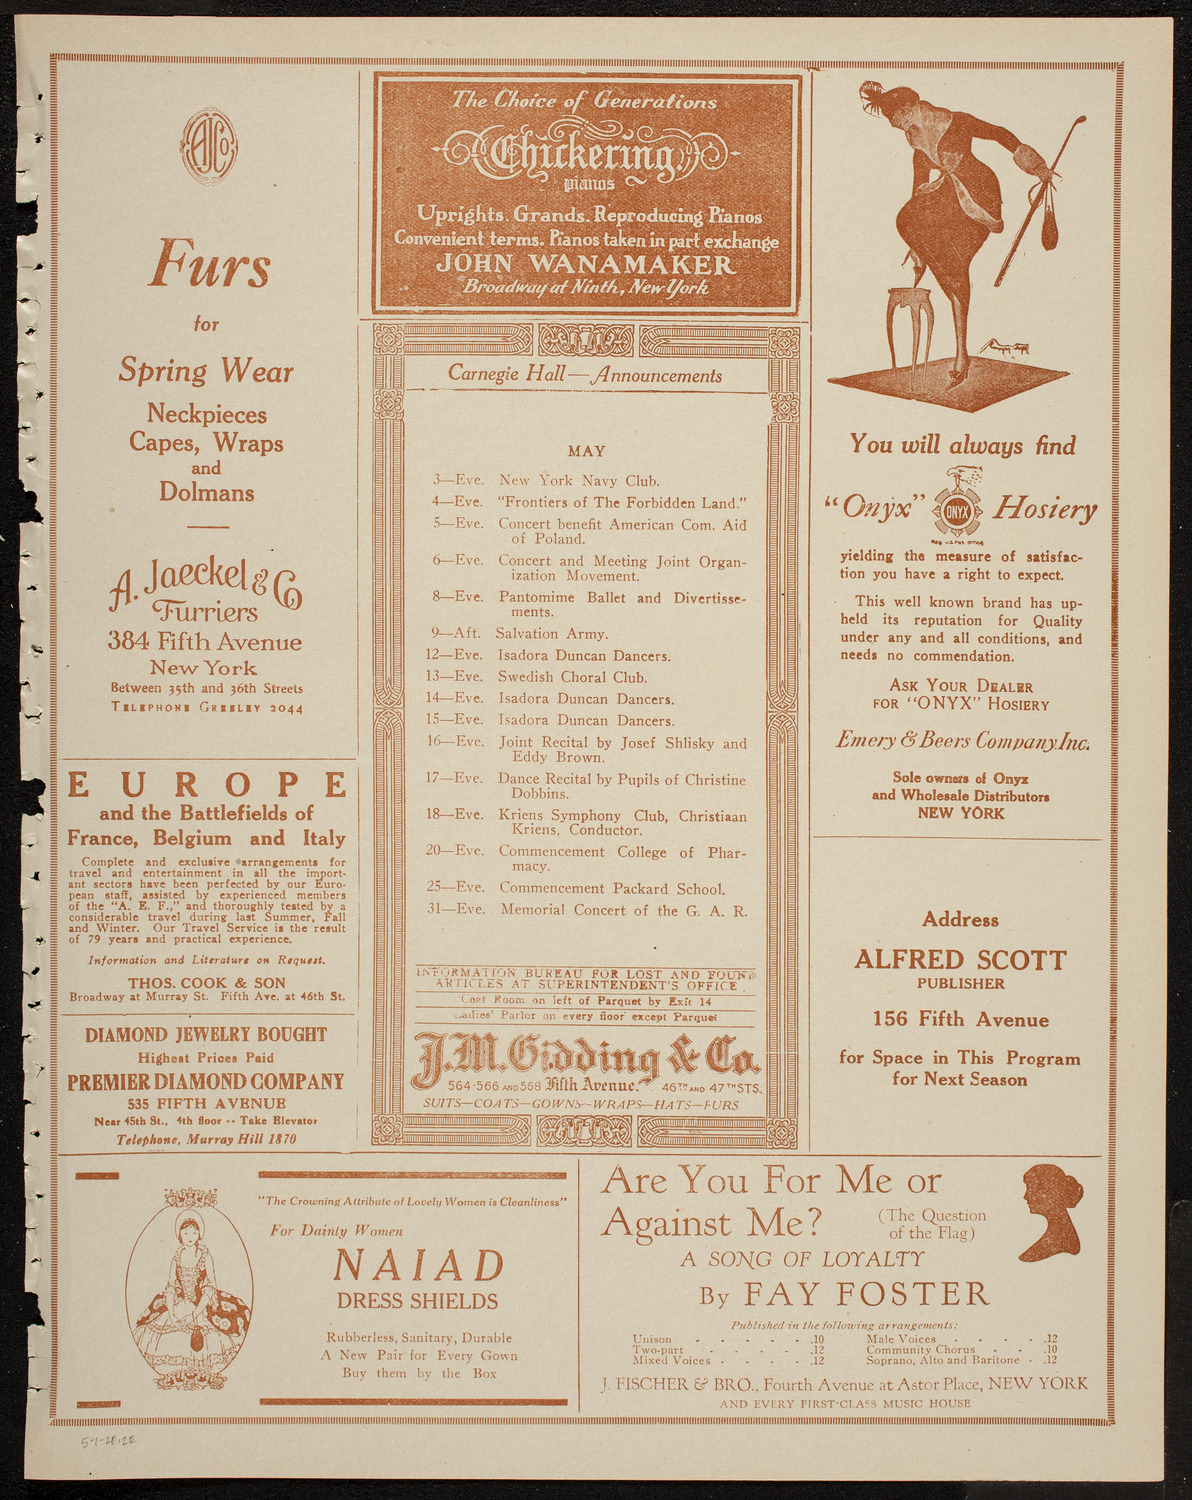 AJCo
Furs
for
Spring Wear
Neckpieces
Capes, Wraps
and
Dolmans
A. Jaeckel & Co
Furriers
384 Fifth Avenue
New York
Between 35th and 36th Streets
TELEPHONE GREELEY 2044
EUROPE
and the Battlefields of
France, Belgium and Italy
Complete and exclusive arrangements for
travel and entertainment in all the import-
ant sectors have been perfected by our Euro-
pean staff, assisted by experienced members
of the "A. E. F.," and thoroughly tested by a
considerable travel during last Summer, Fall
and Winter. Our Travel Service is the result
of 79 years and practical experience.
Information and Literature on Request.
THOS. COOK & SON
Broadway at Murray St. Fifth Ave. at 46th St.
DIAMOND JEWELRY BOUGHT
Highest Prices Paid
PREMIER DIAMOND COMPANY
535 FIFTH AVENUE
Near 45th St., 4th floor -- Take Elevator
Telephone, Murray Hill 1870
The Choice of Generations
Chickering
pianos
Uprights. Grands. Reproducing Pianos
Convenient terms. Pianos taken in part exchange
JOHN WANAMAKER
Broadway at Ninth, New York
Carnegie Hall—Announcements
MAY
3—Eve. New York Navy Club.
4—Eve. "Frontiers of The Forbidden Land."
5—Eve. Concert benefit American Com. Aid
of Poland.
6—Eve. Concert and Meeting Joint Organ-
ization Movement.
8—Eve. Pantomime Ballet and Divertisse-
ments.
9—Aft. Salvation Army.
12—Eve. Isadora Duncan Dancers.
13—Eve. Swedish Choral Club.
14—Eve. Isadora Duncan Dancers.
15—Eve. Isadora Duncan Dancers.
16—Eve. Joint Recital by Josef Shlisky and
Eddy Brown.
17—Eve. Dance Recital by Pupils of Christine
Dobbins.
18—Eve. Kriens Symphony Club, Christiaan
Kriens, Conductor.
20—Eve. Commencement College of Phar-
macy.
25—Eve. Commencement Packard School.
31—Eve. Memorial Concert of the G. A. R.
INFORMATION BUREAU FOR LOST AND FOUND
ARTICLES AT SUPERINTENDENT'S OFFICE.
Coat Room on left of Parquet by Exit 14
Ladies' Parlor on every floor except Parquet
J. M. Gidding & Co.
564-566 AND 568 Fifth Avenue. 46TH AND 47TH STS.
SUITS—COATS—GOWNS—WRAPS—HATS—FURS
You will always find
"Onyx" ONYX Hosiery
Reg U.S. Pat. Office
yielding the measure of satisfac-
tion you have a right to expect.
This well known brand has up-
held its reputation for Quality
under any and all conditions, and
needs no commendation.
ASK YOUR DEALER
FOR "ONYX" HOSIERY
Emery & Beers Company, Inc.
Sole owners of Onyx
and Wholesale Distributors
NEW YORK
Address
ALFRED SCOTT
PUBLISHER
156 Fifth Avenue
for Space in This Program
for Next Season
"The Crowning Attribute of Lovely Women is Cleanliness"
For Dainty Women
NAIAD
DRESS SHIELDS
Rubberless, Sanitary, Durable
A New Pair for Every Gown
Buy them by the Box
Are You For Me or
Against Me? (The Question
of the Flag)
A SONG OF LOYALTY
By FAY FOSTER
Published in the following arrangements:
Unison - - - - - .10 Male Voices - - - - .12
Two-part - - - - - .12 Community Chorus - - .10
Mixed Voices - - - - .12 Soprano, Alto and Baritone - .12
J. FISCHER & BRO., Fourth Avenue at Astor Place, NEW YORK
AND EVERY FIRST-CLASS MUSIC HOUSE
5-1-20,2E